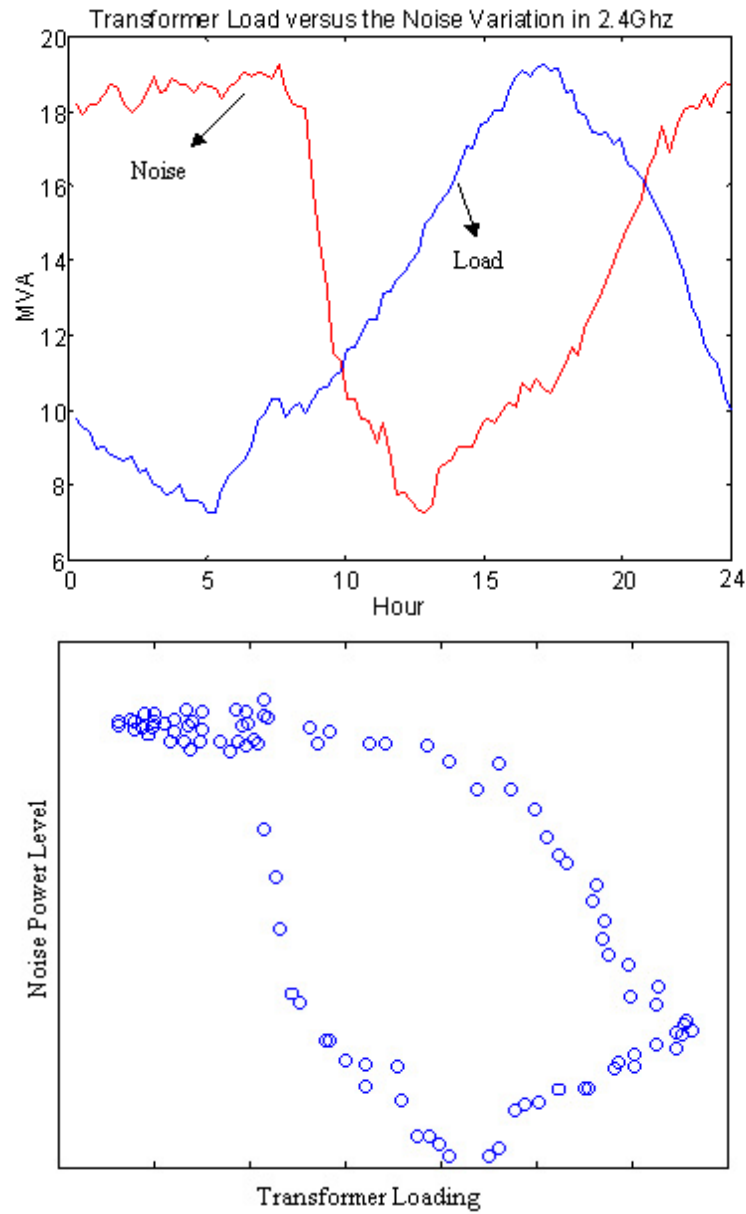 Transformer Load versus the Noise Variation in 2.4Ghz
20
18
16
14
12
10
8
6
MVA
Noise
Load
0 5 10 15 20 24
Hour
Noise Power Level
Transformer Loading